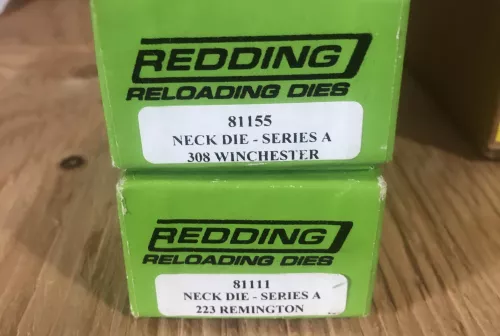 REDDING
RELOADING DIES
81155
NECK DIE - SERIES A
308 WINCHESTER
REDDING
RELOADING DIES
81111
NECK DIE - SERIES A
223 REMINGTON